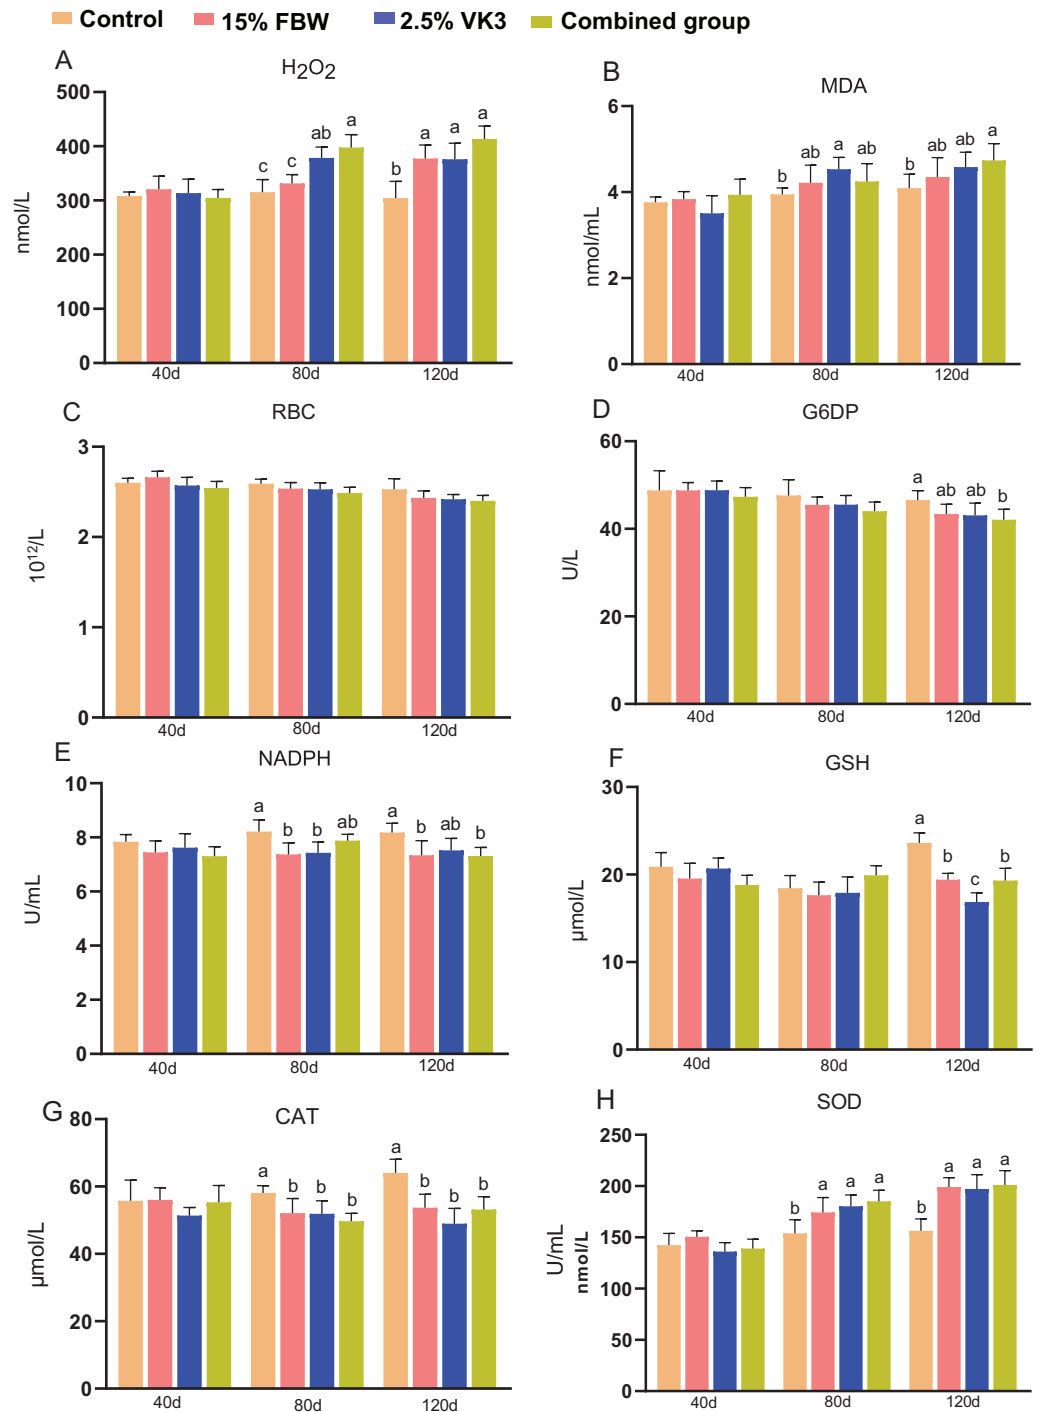 Control 15% FBW 2.5% VK3 Combined group
A
H2O2
500
400
300
200
100
0
nmol/L
c c ab a
b a a a
40d 80d 120d
B
MDA
6
4
2
0
nmol/mL
b ab a ab
b ab ab a
40d 80d 120d
C
RBC
3
2
1
0
10¹²/L
40d 80d 120d
D
G6DP
60
40
20
0
U/L
a ab ab b
40d 80d 120d
E
NADPH
10
8
6
4
2
0
U/mL
a b b ab
a b ab b
40d 80d 120d
F
GSH
30
20
10
0
μmol/L
a b c b
40d 80d 120d
G
CAT
80
60
40
20
0
μmol/L
a b b b
a b b b
40d 80d 120d
H
SOD
250
200
150
100
50
0
U/mL
nmol/L
b a a a
b a a a
40d 80d 120d